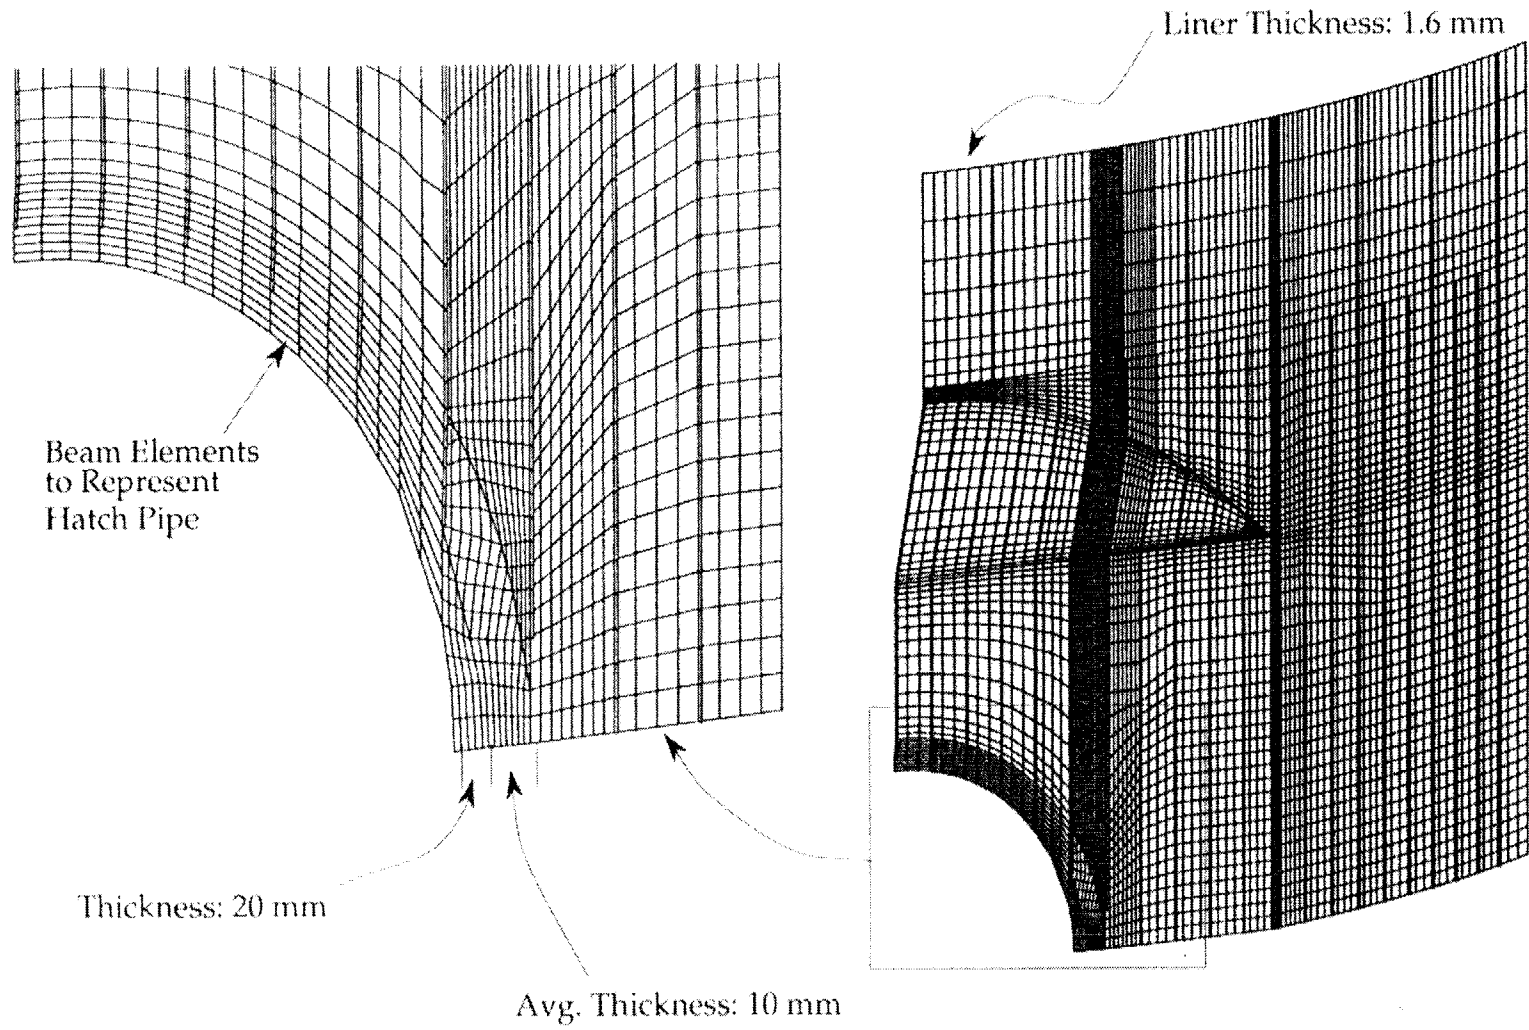 Liner Thickness: 1.6 mm
Beam Elements
to Represent
Hatch Pipe
Thickness: 20 mm
Avg. Thickness: 10 mm